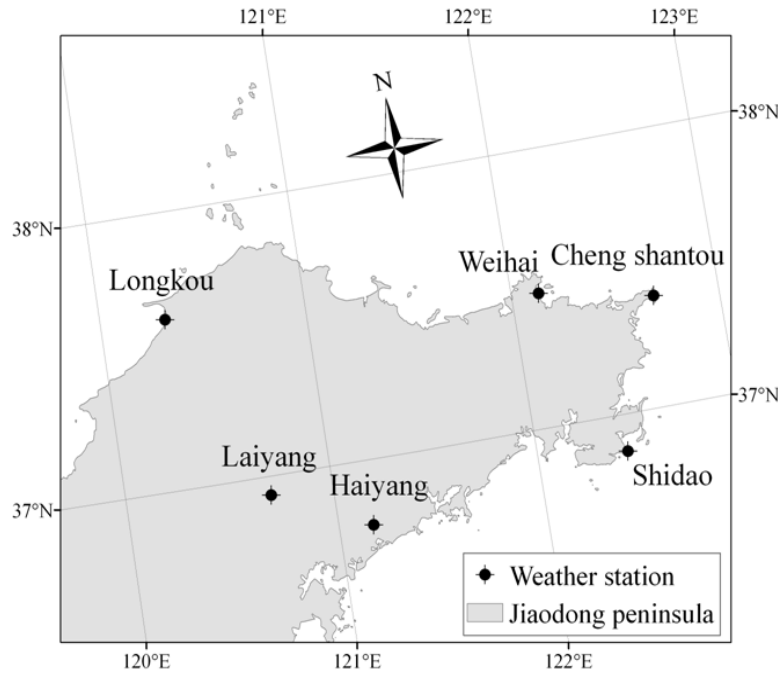 121°E
122°E
123°E
N
38°N
38°N
Weihai
Cheng shantou
Longkou
37°N
Laiyang
Haiyang
Shidao
37°N
Weather station
Jiaodong peninsula
120°E
121°E
122°E